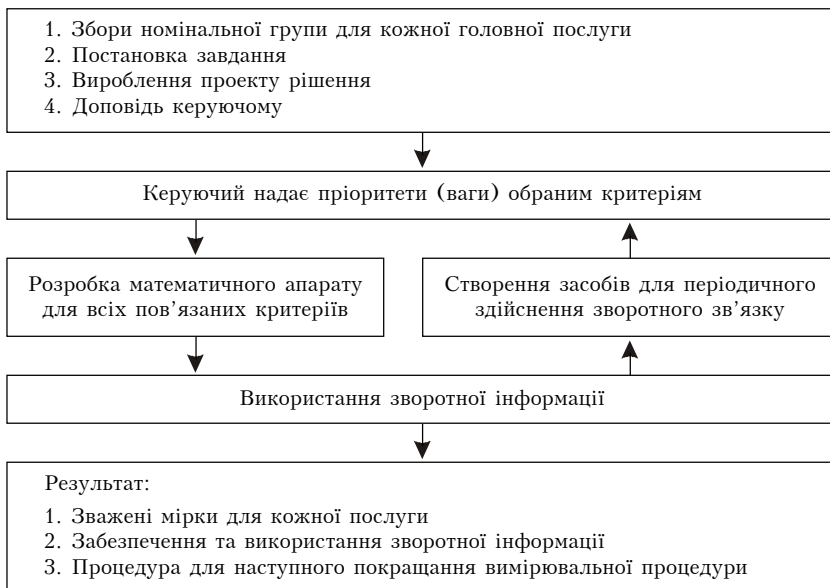 1. Збори номінальної групи для кожної головної послуги
2. Постановка завдання
3. Вироблення проекту рішення
4. Доповідь керуючому
Керуючий надає пріоритети (ваги) обраним критеріям
Розробка математичного апарату
для всіх пов’язаних критеріїв
Створення засобів для періодичного
здійснення зворотного зв’язку
Використання зворотної інформації
Результат:
1. Зважені мірки для кожної послуги
2. Забезпечення та використання зворотної інформації
3. Процедура для наступного покращання вимірювальної процедури